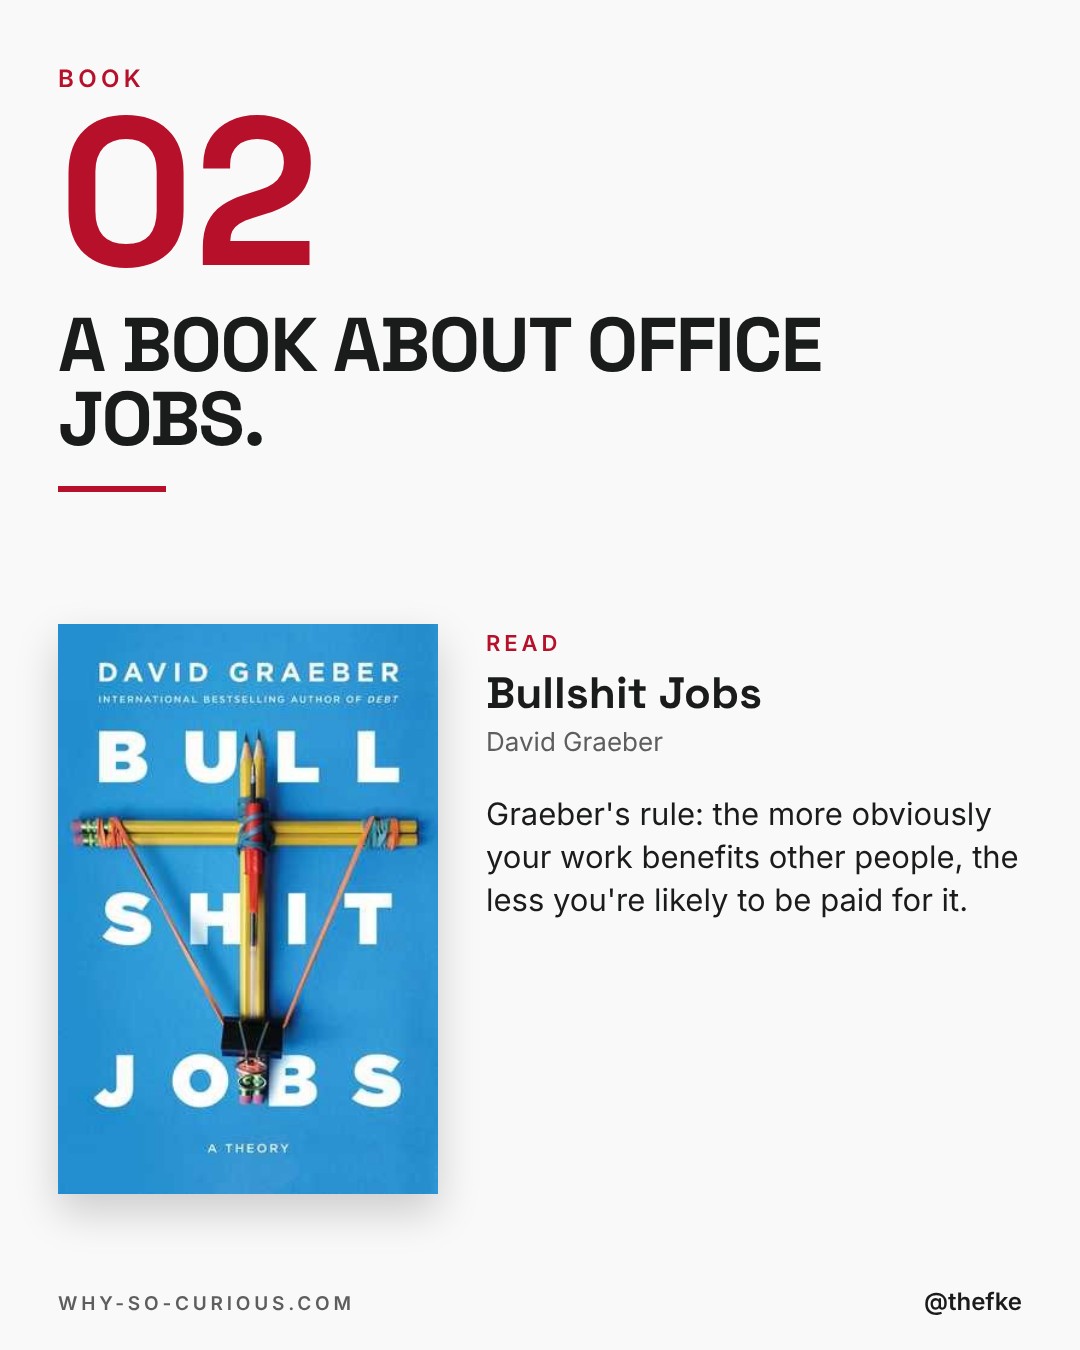 BOOK
02
A BOOK ABOUT OFFICE
JOBS.
DAVID GRAEBER
INTERNATIONAL BESTSELLING AUTHOR OF DEBT
BULL
SHIT
JOBS
A THEORY
READ
Bullshit Jobs
David Graeber
Graeber's rule: the more obviously
your work benefits other people, the
less you're likely to be paid for it.
WHY-SO-CURIOUS.COM
@thefke